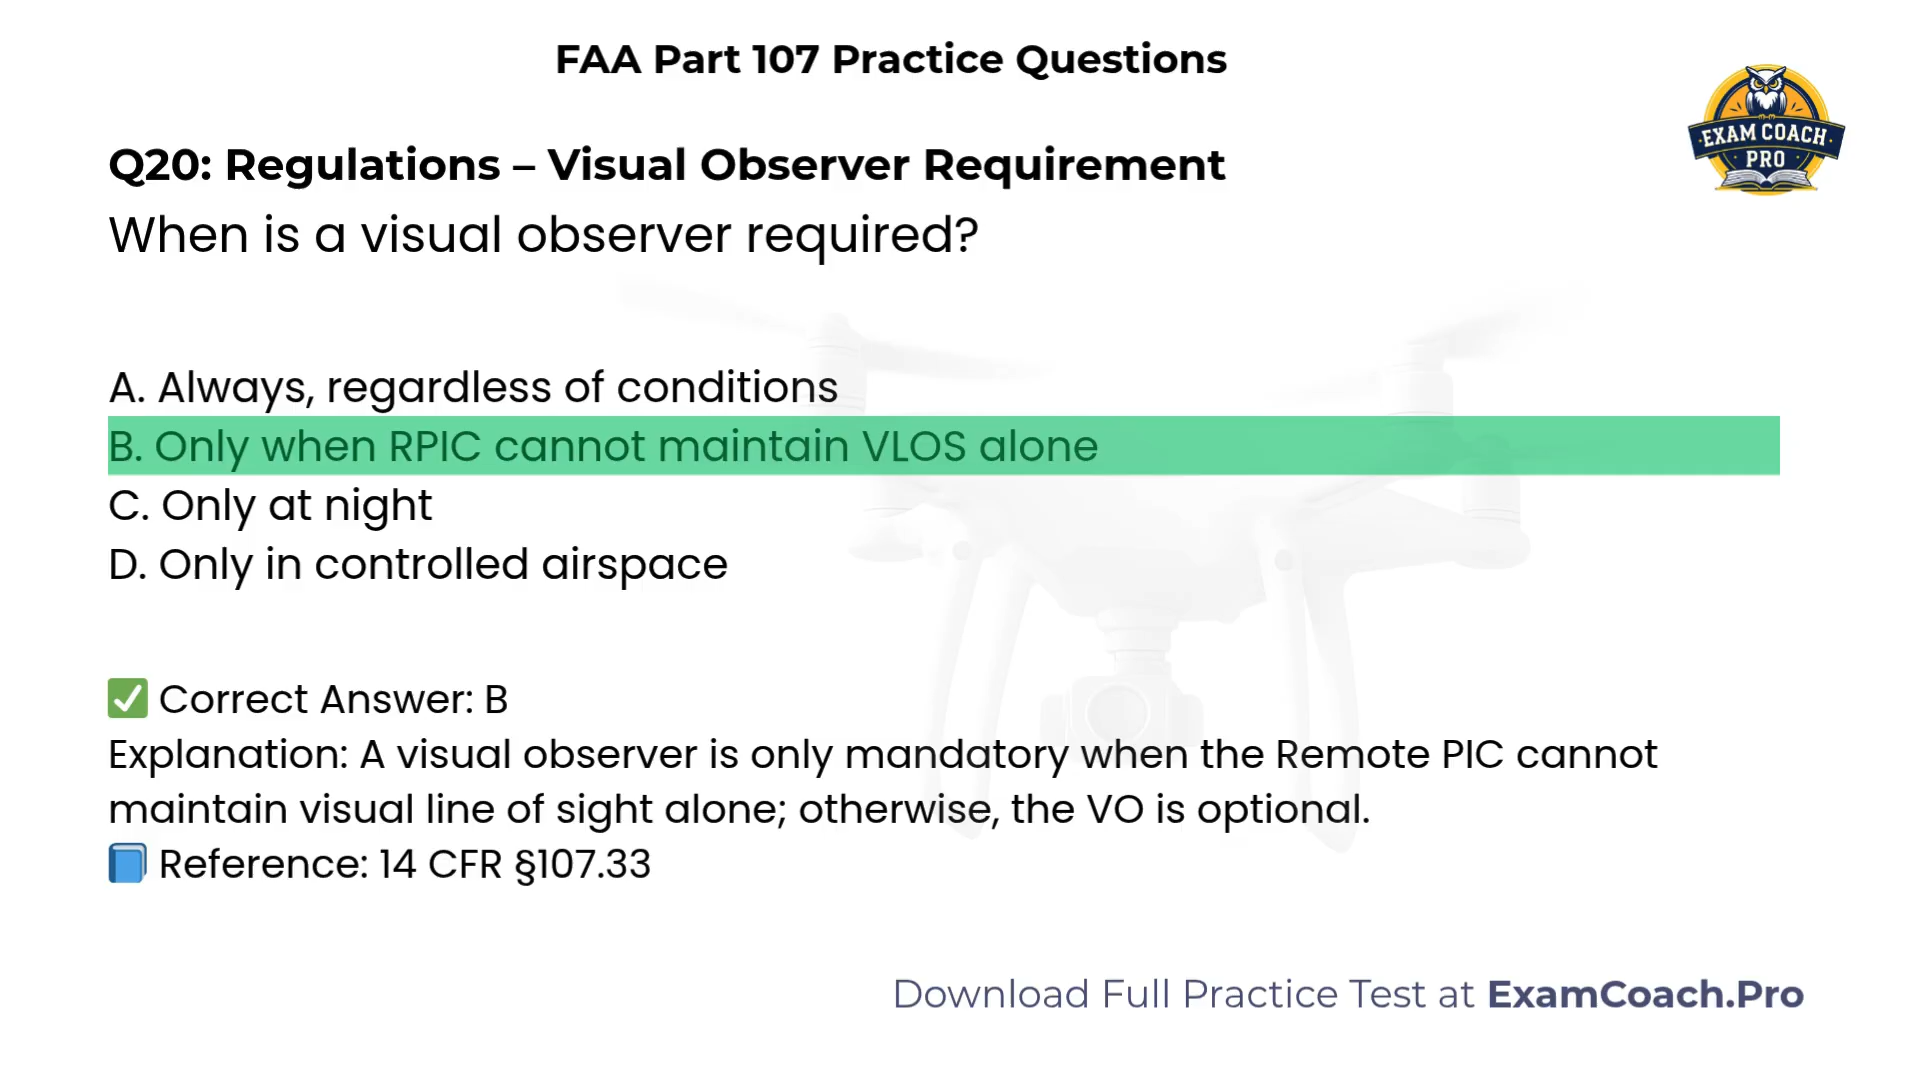 FAA Part 107 Practice Questions
EXAM COACH
PRO
Q20: Regulations – Visual Observer Requirement
When is a visual observer required?
A. Always, regardless of conditions
B. Only when RPIC cannot maintain VLOS alone
C. Only at night
D. Only in controlled airspace
✅ Correct Answer: B
Explanation: A visual observer is only mandatory when the Remote PIC cannot
maintain visual line of sight alone; otherwise, the VO is optional.
📘 Reference: 14 CFR §107.33
Download Full Practice Test at ExamCoach.Pro